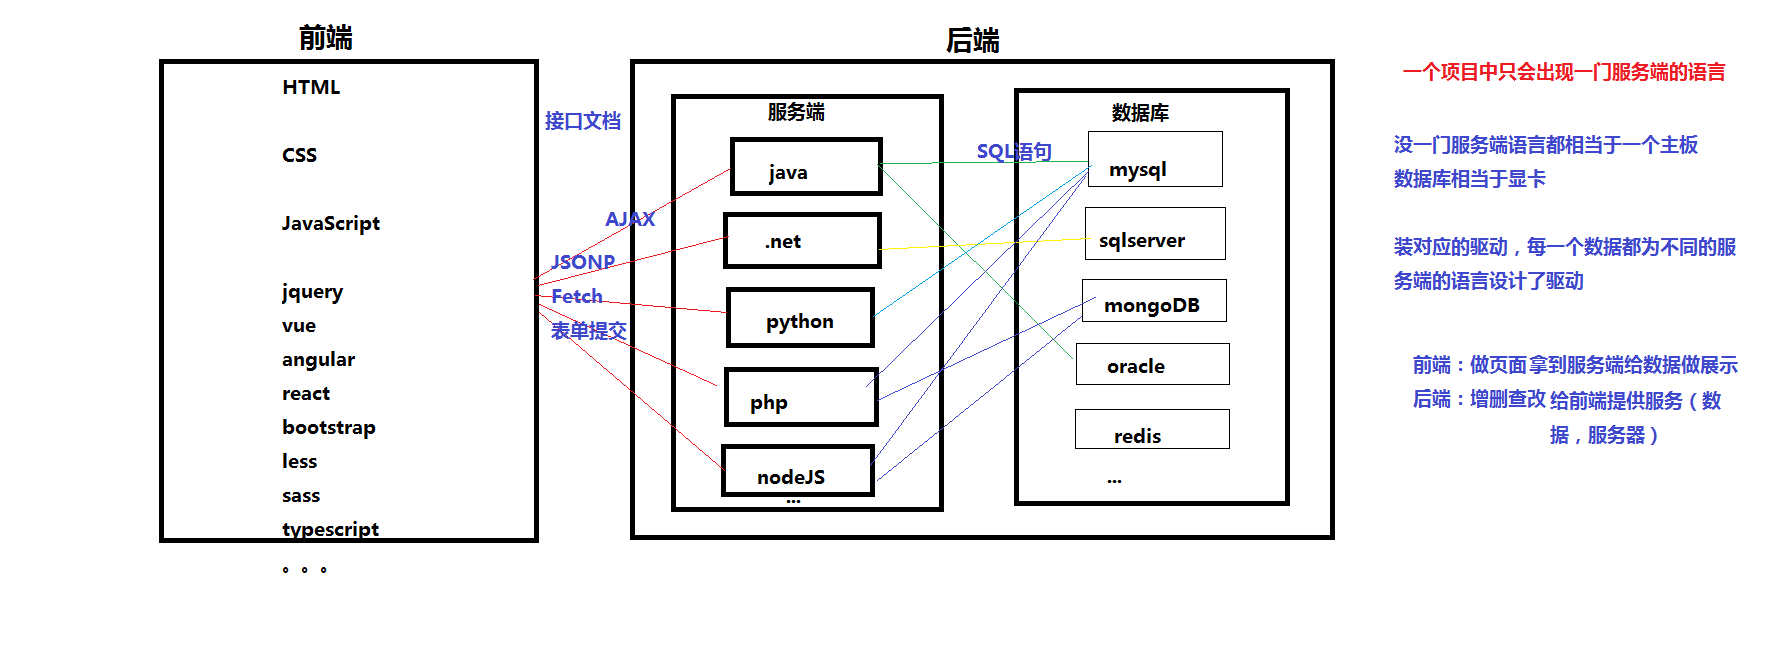 前端
HTML
CSS
JavaScript
jquery
vue
angular
react
bootstrap
less
sass
typescript
。。。
接口文档
AJAX
JSONP
Fetch
表单提交
后端
服务端
java
.net
python
php
nodeJS
...
SQL语句
数据库
mysql
sqlserver
mongoDB
oracle
redis
...
一个项目中只会出现一门服务端的语言
没一门服务端语言都相当于一个主板
数据库相当于显卡
装对应的驱动，每一个数据都为不同的服
务端的语言设计了驱动
前端：做页面 拿到服务端给数据做展示
后端：增删查改 给前端提供服务（数
据，服务器）